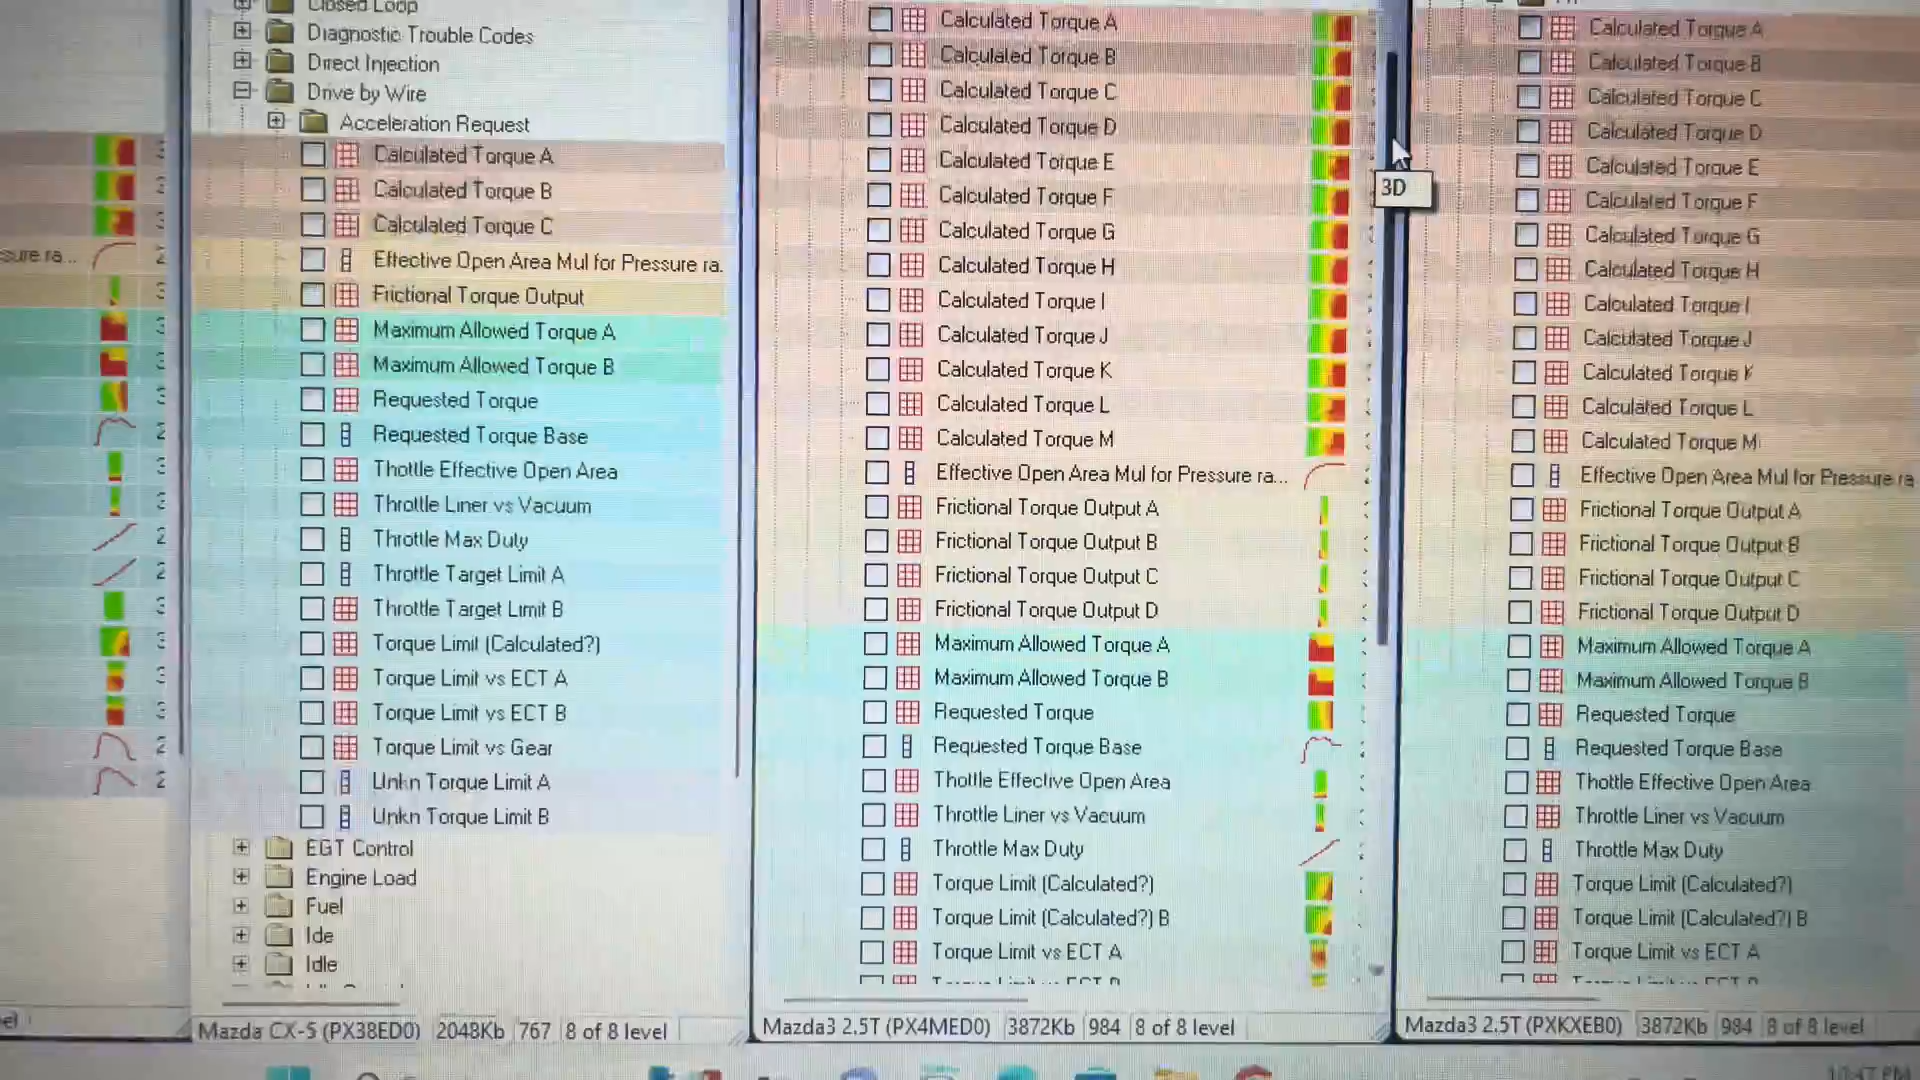 sure ra...
el
Closed Loop
Diagnostic Trouble Codes
Direct Injection
Drive by Wire
Acceleration Request
Calculated Torque A
Calculated Torque B
Calculated Torque C
Effective Open Area Mul for Pressure ra.
Frictional Torque Output
Maximum Allowed Torque A
Maximum Allowed Torque B
Requested Torque
Requested Torque Base
Thottle Effective Open Area
Throttle Liner vs Vacuum
Throttle Max Duty
Throttle Target Limit A
Throttle Target Limit B
Torque Limit (Calculated?)
Torque Limit vs ECT A
Torque Limit vs ECT B
Torque Limit vs Gear
Unkn Torque Limit A
Unkn Torque Limit B
EGT Control
Engine Load
Fuel
Ide
Idle
Mazda CX-5 (PX38ED0) 2048Kb 767 8 of 8 level
Calculated Torque A
Calculated Torque B
Calculated Torque C
Calculated Torque D
Calculated Torque E
Calculated Torque F
Calculated Torque G
Calculated Torque H
Calculated Torque I
Calculated Torque J
Calculated Torque K
Calculated Torque L
Calculated Torque M
Effective Open Area Mul for Pressure ra...
Frictional Torque Output A
Frictional Torque Output B
Frictional Torque Output C
Frictional Torque Output D
Maximum Allowed Torque A
Maximum Allowed Torque B
Requested Torque
Requested Torque Base
Thottle Effective Open Area
Throttle Liner vs Vacuum
Throttle Max Duty
Torque Limit (Calculated?)
Torque Limit (Calculated?) B
Torque Limit vs ECT A
Mazda3 2.5T (PX4MED0) 3872Kb 984 8 of 8 level
3D
Calculated Torque A
Calculated Torque B
Calculated Torque C
Calculated Torque D
Calculated Torque E
Calculated Torque F
Calculated Torque G
Calculated Torque H
Calculated Torque I
Calculated Torque J
Calculated Torque K
Calculated Torque L
Calculated Torque M
Effective Open Area Mul for Pressure ra
Frictional Torque Output A
Frictional Torque Output B
Frictional Torque Output C
Frictional Torque Output D
Maximum Allowed Torque A
Maximum Allowed Torque B
Requested Torque
Requested Torque Base
Thottle Effective Open Area
Throttle Liner vs Vacuum
Throttle Max Duty
Torque Limit (Calculated?)
Torque Limit (Calculated?) B
Torque Limit vs ECT A
Mazda3 2.5T (PXKXEB0) 3872Kb 984 8 of 8 level